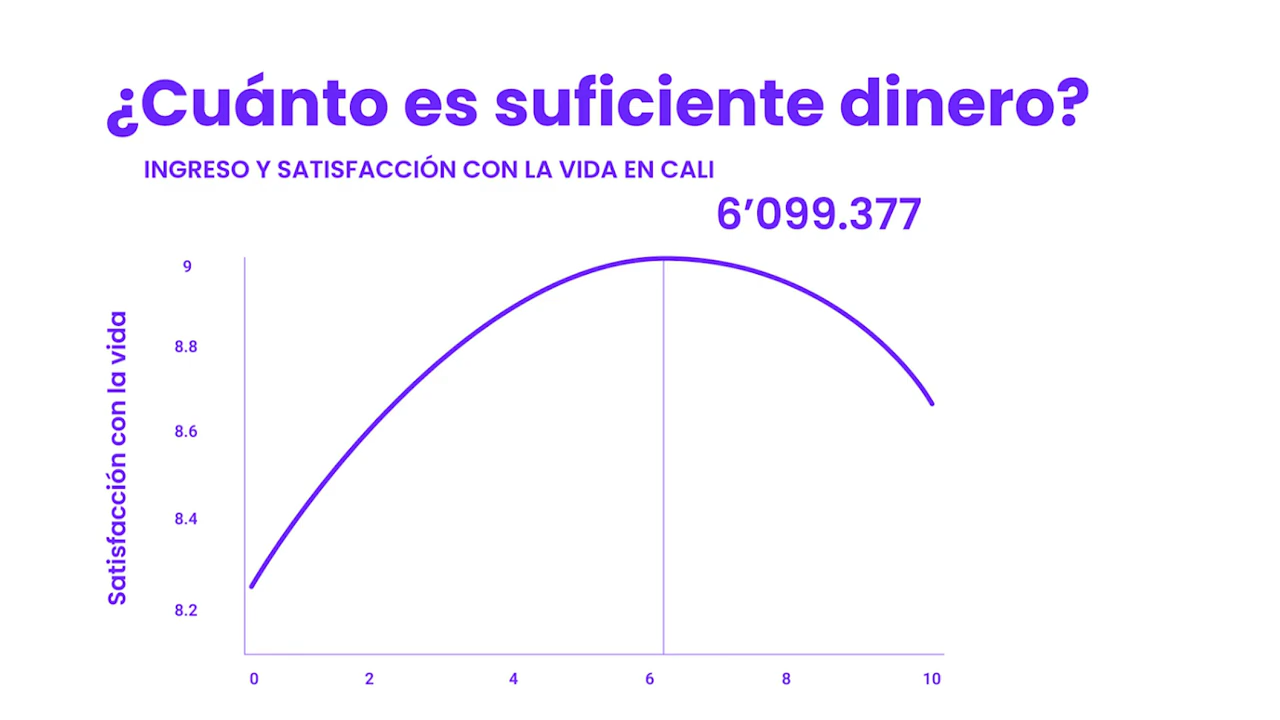 ¿Cuánto es suficiente dinero?
INGRESO Y SATISFACCIÓN CON LA VIDA EN CALI
6’099.377
Satisfacción con la vida
9
8.8
8.6
8.4
8.2
0 2 4 6 8 10